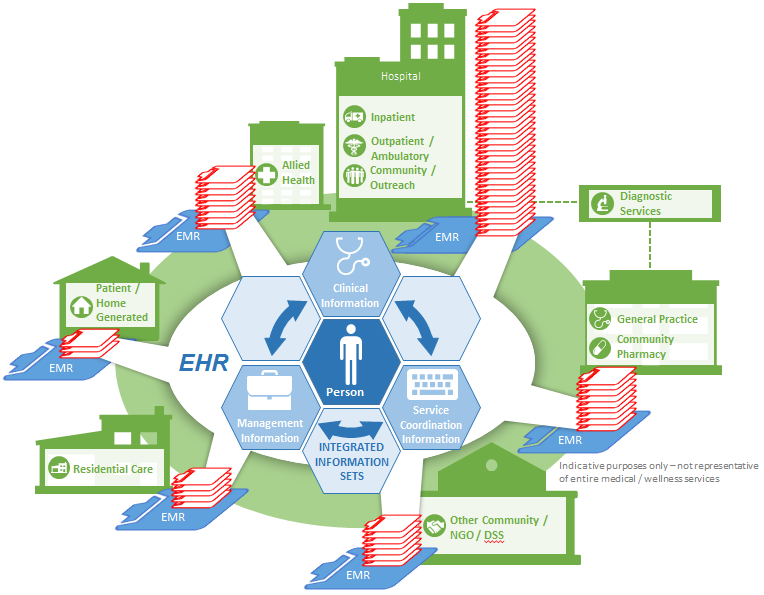 Hospital
Inpatient
Outpatient /
Ambulatory
Community /
Outreach
Allied
Health
Diagnostic
Services
EMR
EMR
Clinical
Information
Patient /
Home
Generated
General Practice
Community
Pharmacy
EMR
EHR
Person
Management
Information
Service
Coordination
Information
EMR
INTEGRATED
INFORMATION
SETS
Indicative purposes only – not representative
of entire medical / wellness services
Residential Care
EMR
Other Community /
NGO / DSS
EMR